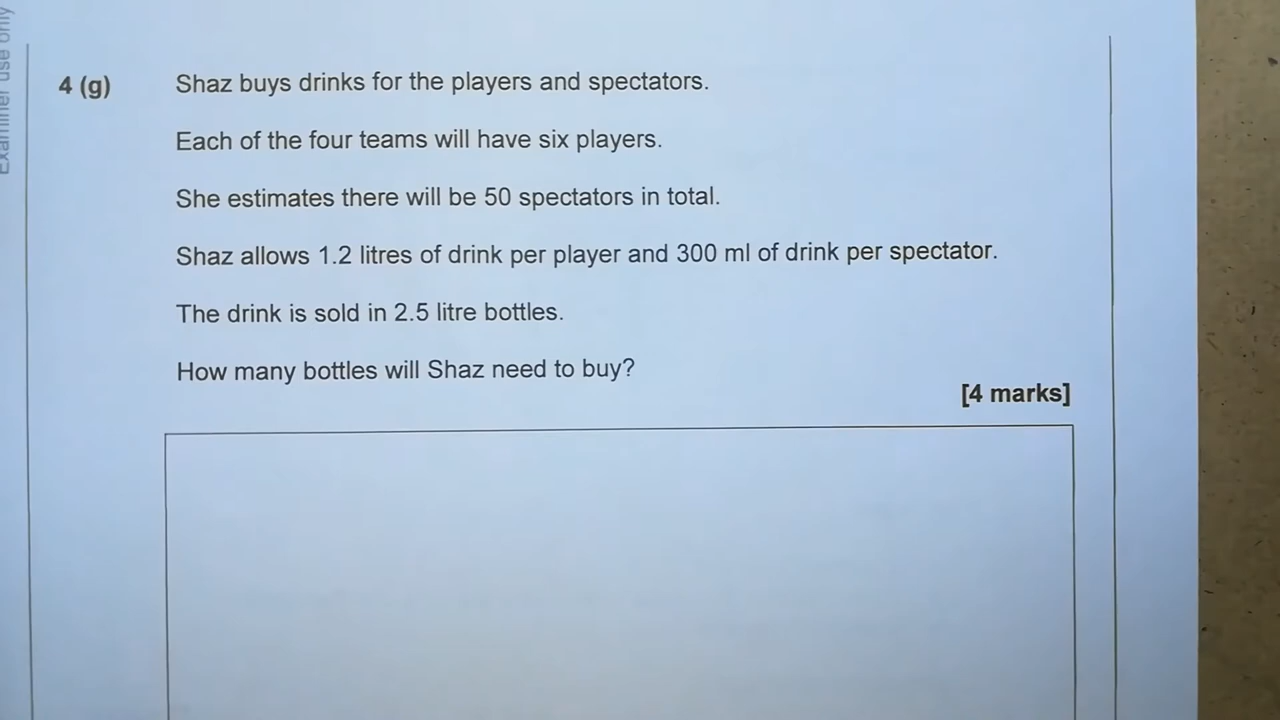 Examiner use only
4 (g) Shaz buys drinks for the players and spectators.
Each of the four teams will have six players.
She estimates there will be 50 spectators in total.
Shaz allows 1.2 litres of drink per player and 300 ml of drink per spectator.
The drink is sold in 2.5 litre bottles.
How many bottles will Shaz need to buy?
[4 marks]